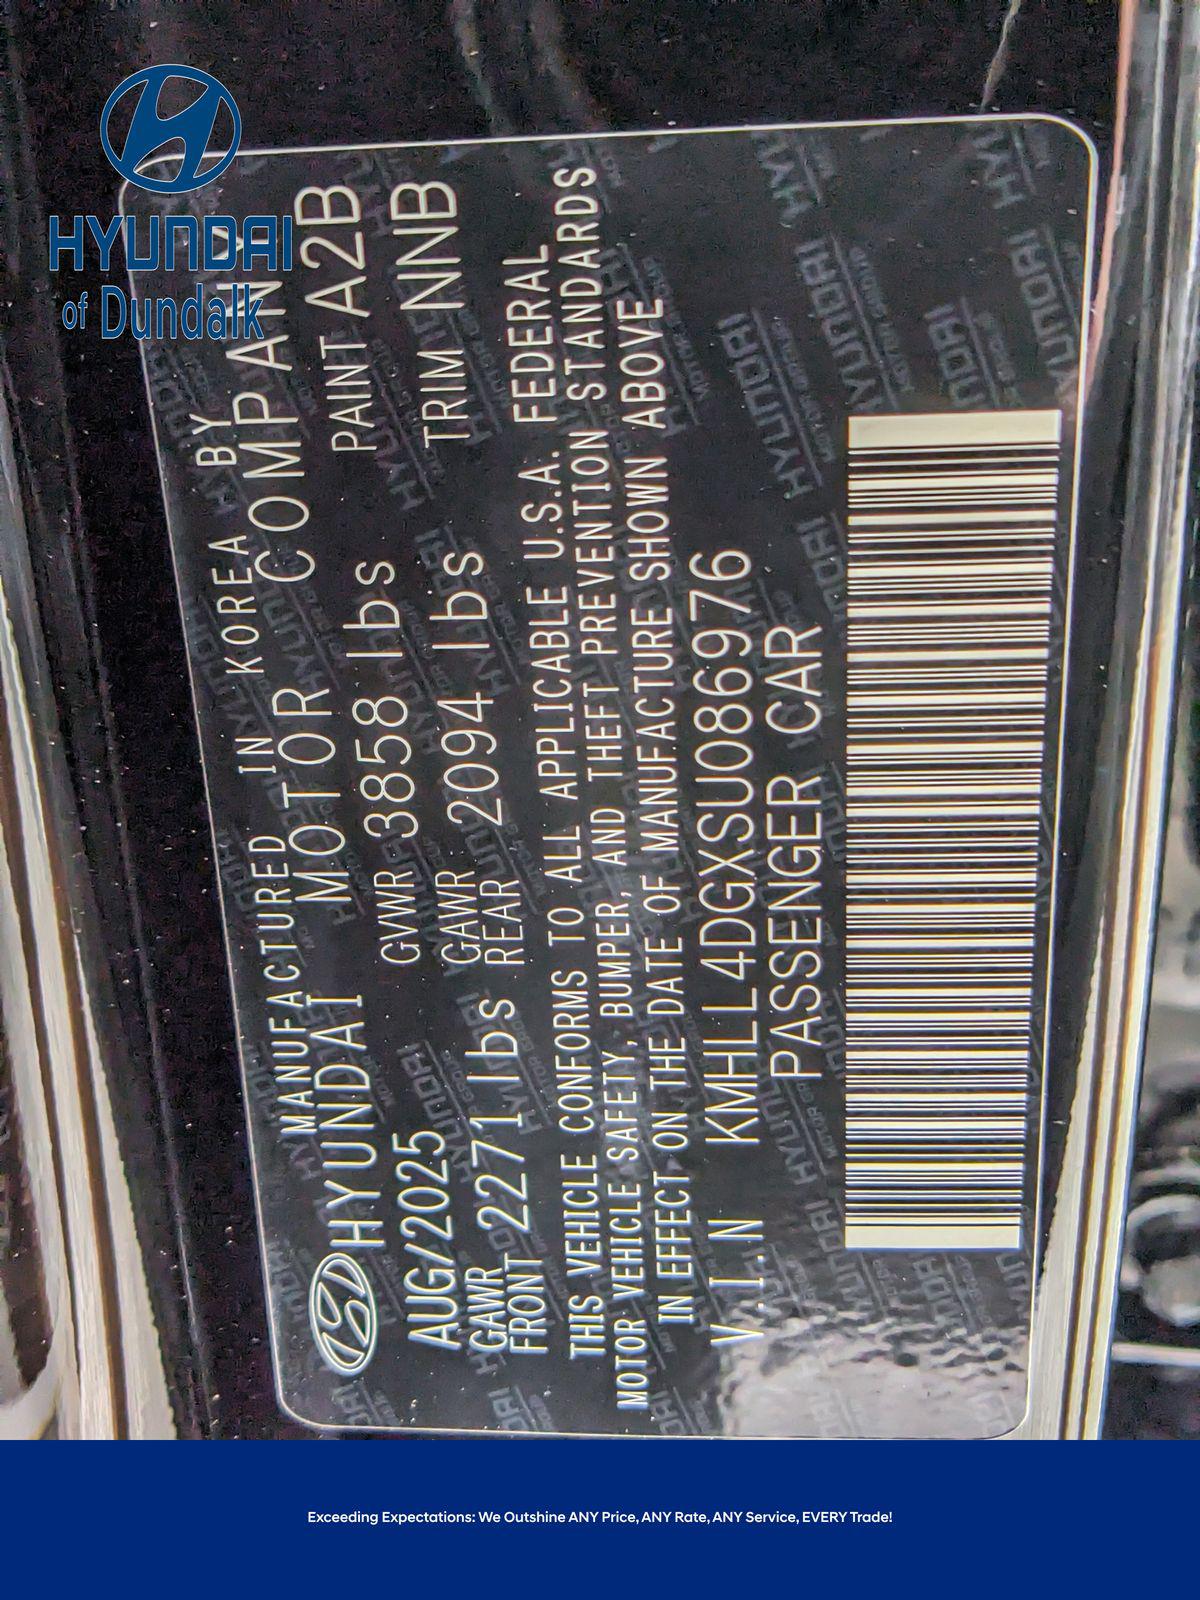 HYUNDAI
of Dundalk
MANUFACTURED IN KOREA BY
HYUNDAI MOTOR COMPANY
AUG/2025 GVWR 3858 lbs PAINT A2B
GAWR FRONT 2271 lbs GAWR REAR 2094 lbs TRIM NNB
THIS VEHICLE CONFORMS TO ALL APPLICABLE U.S.A. FEDERAL
MOTOR VEHICLE SAFETY, BUMPER, AND THEFT PREVENTION STANDARDS
IN EFFECT ON THE DATE OF MANUFACTURE SHOWN ABOVE
V.I.N KMHLL4DGXSU086976
PASSENGER CAR
Exceeding Expectations: We Outshine ANY Price, ANY Rate, ANY Service, EVERY Trade!